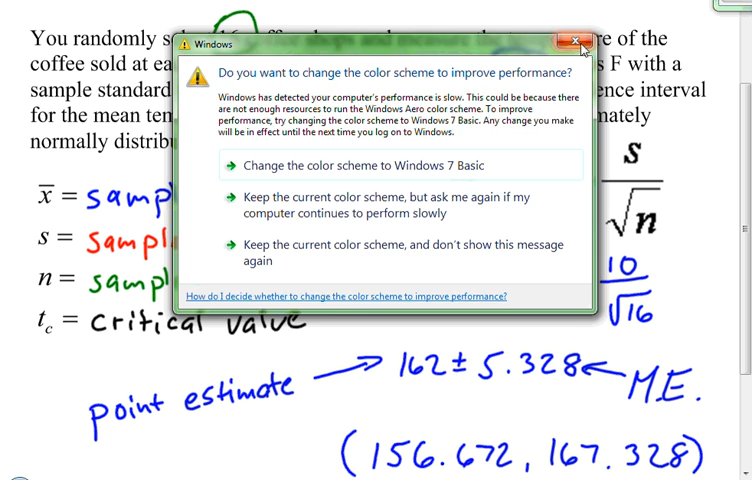 You randomly
re of the
Windows
coffee sold at
s F with a
Do you want to change the color scheme to improve performance?
sample standard
ence interval
Windows has detected your computer's performance is slow. This could be because there
are not enough resources to run the Windows Aero color scheme. To improve
performance, try changing the color scheme to Windows 7 Basic. Any change you make
will be in effect until the next time you log on to Windows.
for the mean
mately
normally
Change the color scheme to Windows 7 Basic
Keep the current color scheme, but ask me again if my
computer continues to perform slowly
Keep the current color scheme, and don't show this message
again
How do I decide whether to change the color scheme to improve performance?
x̄ = sampl
s = sampl
n = sampl
t_c = critical value
s
√n
10
√16
point estimate → 162 ± 5.328 ← M.E.
(156.672, 167.328)